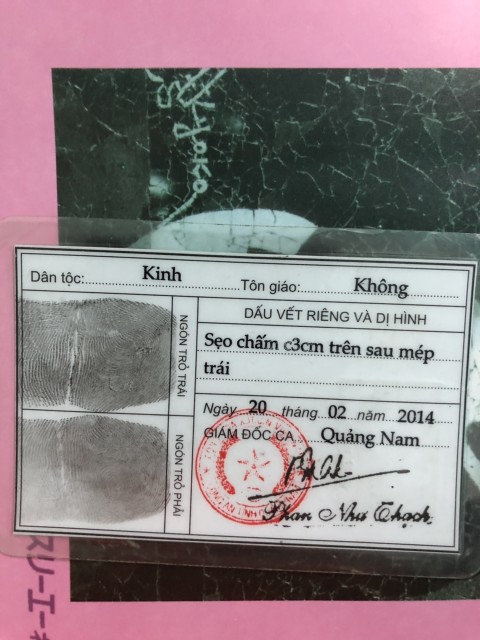 Dân tộc: Kinh Tôn giáo: Không
NGÓN TRỎ TRÁI
NGÓN TRỎ PHẢI
DẤU VẾT RIÊNG VÀ DỊ HÌNH
Sẹo chấm c3cm trên sau mép
trái
Ngày 20 tháng 02 năm 2014
GIÁM ĐỐC CA Quảng Nam
Phan Như Thạch
RU-I-